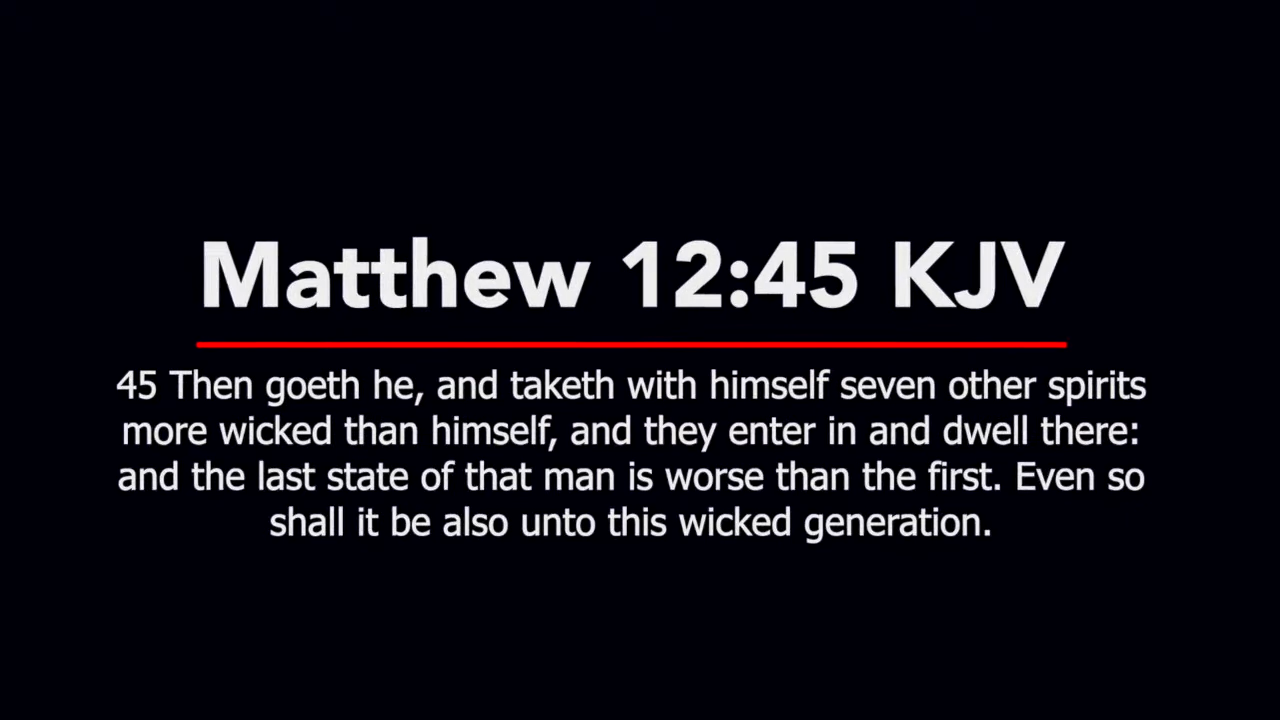 Matthew 12:45 KJV
45 Then goeth he, and taketh with himself seven other spirits
more wicked than himself, and they enter in and dwell there:
and the last state of that man is worse than the first. Even so
shall it be also unto this wicked generation.